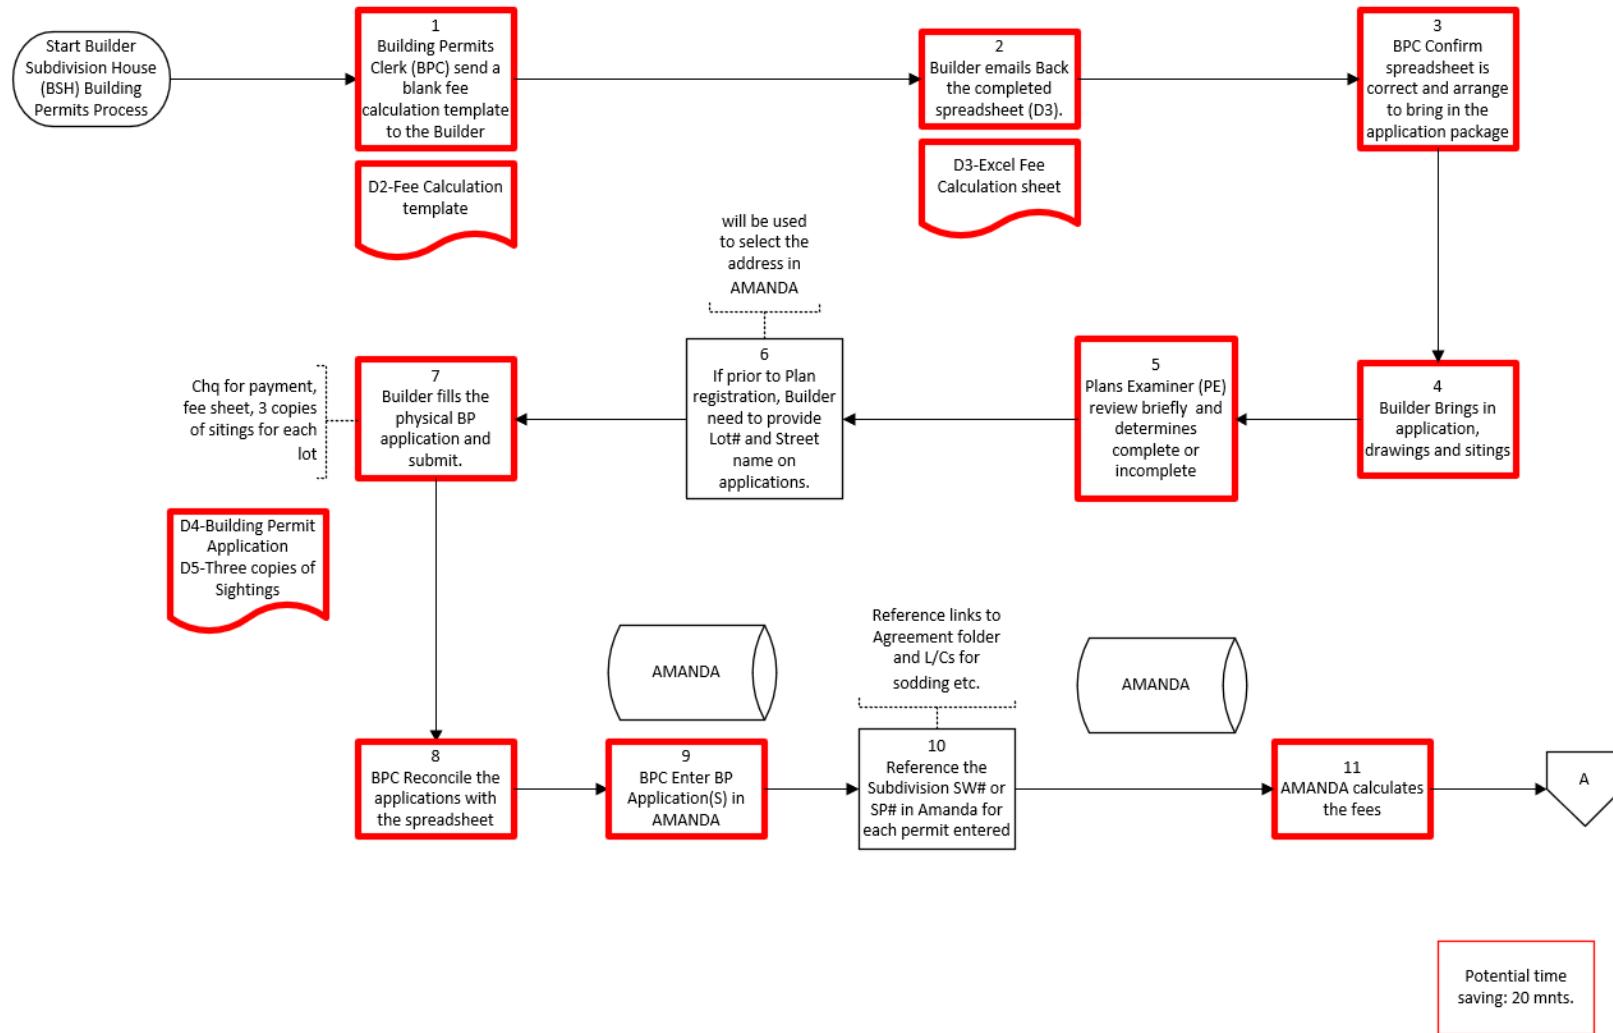 Start Builder
Subdivision House
(BSH) Building
Permits Process
1
Building Permits
Clerk (BPC) send a
blank fee
calculation template
to the Builder
D2-Fee Calculation
template
2
Builder emails Back
the completed
spreadsheet (D3).
D3-Excel Fee
Calculation sheet
3
BPC Confirm
spreadsheet is
correct and arrange
to bring in the
application package
4
Builder Brings in
application,
drawings and sitings
5
Plans Examiner (PE)
review briefly and
determines
complete or
incomplete
will be used
to select the
address in
AMANDA
6
If prior to Plan
registration, Builder
need to provide
Lot# and Street
name on
applications.
7
Builder fills the
physical BP
application and
submit.
Chq for payment,
fee sheet, 3 copies
of sitings for each
lot
D4-Building Permit
Application
D5-Three copies of
Sightings
8
BPC Reconcile the
applications with
the spreadsheet
AMANDA
9
BPC Enter BP
Application(S) in
AMANDA
Reference links to
Agreement folder
and L/Cs for
sodding etc.
10
Reference the
Subdivision SW# or
SP# in Amanda for
each permit entered
AMANDA
11
AMANDA calculates
the fees
A
Potential time
saving: 20 mnts.